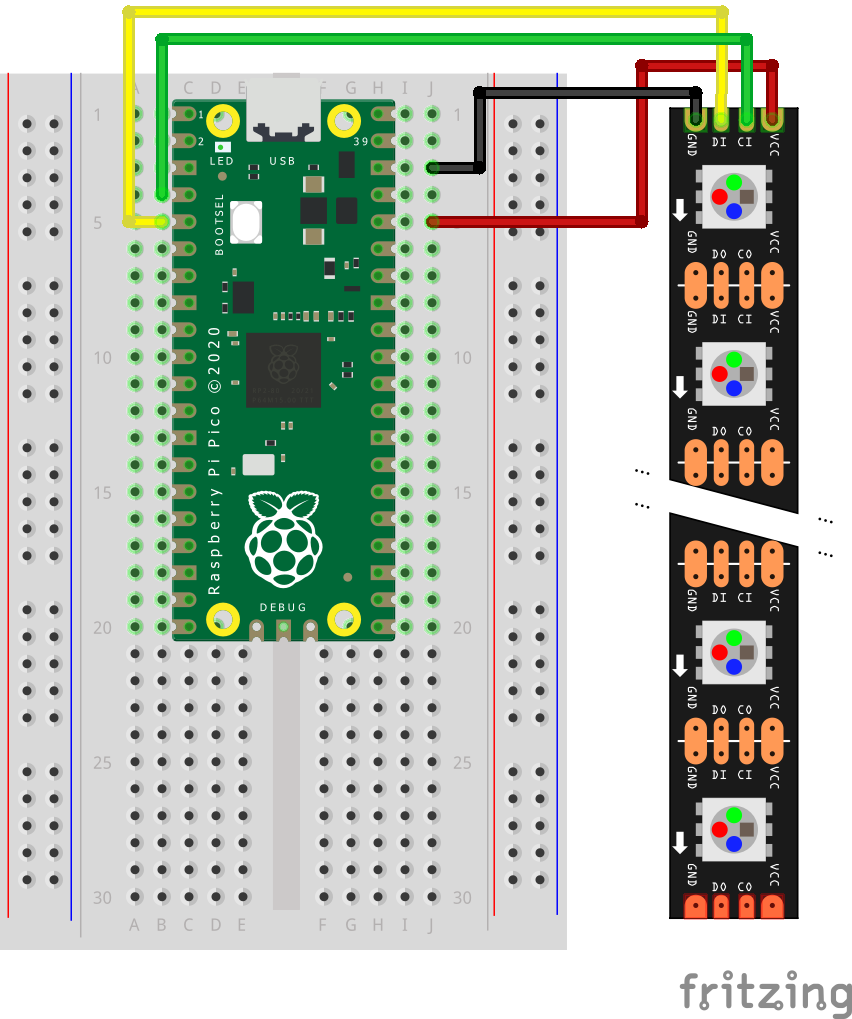 A B C D E F G H I J
1 1
1
2 39
LED USB
BOOTSEL
5
10 10
15 15
Raspberry Pi Pico ©2020
DEBUG
20 20
25 25
30 30
A B C D E F G H I J
GND DI CI VCC
GND DO CO VCC
GND DI CI VCC
GND DO CO VCC
...
...
...
...
GND DI CI VCC
GND DO CO VCC
GND DI CI VCC
GND DO CO VCC
fritzing